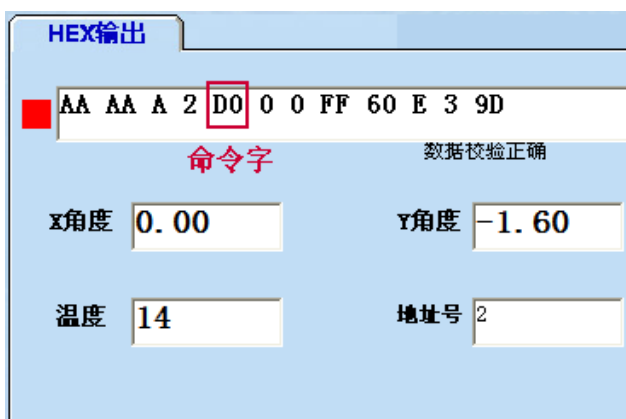 HEX输出
AA AA A 2 D0 0 0 FF 60 E 3 9D
命令字 数据校验正确
X角度 0.00 Y角度 -1.60
温度 14 地址号 2